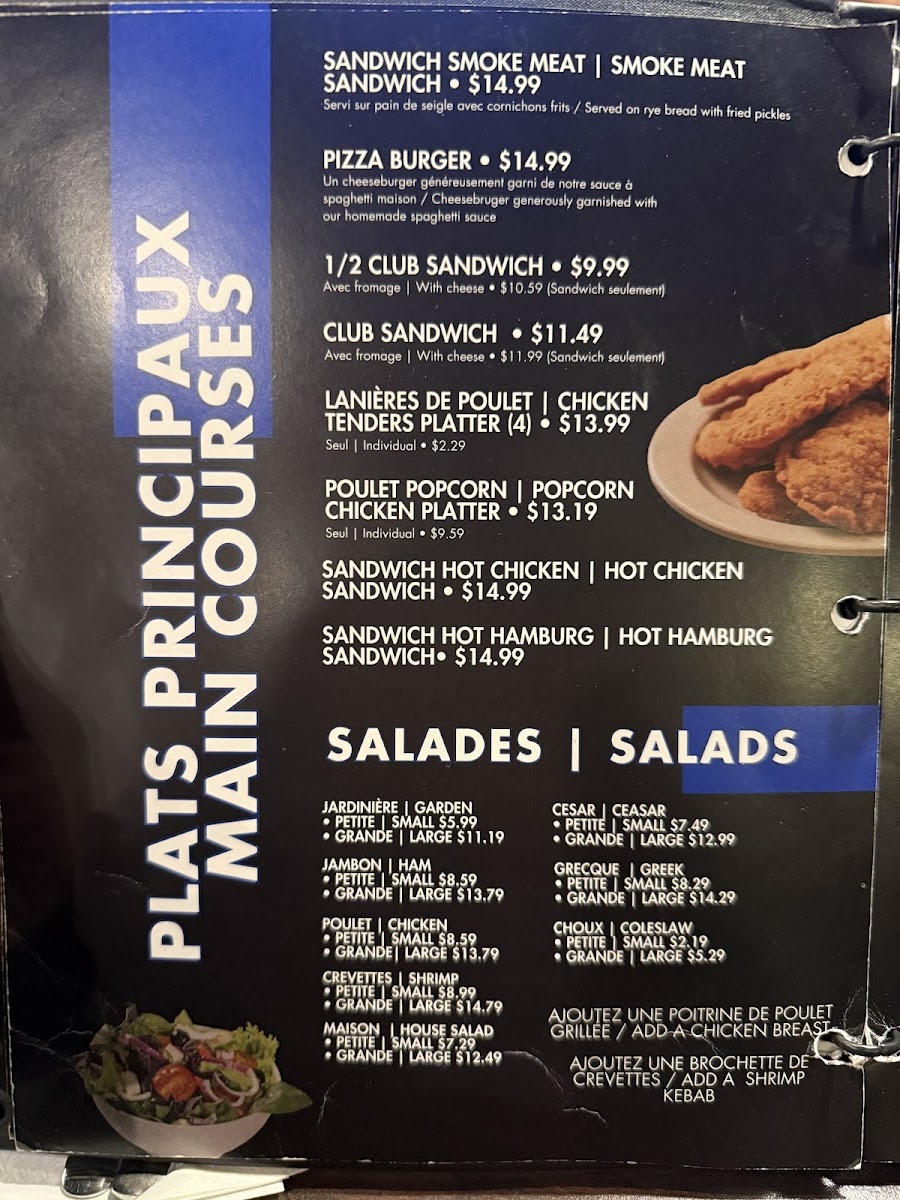 PLATS PRINCIPAUX
MAIN COURSES
SANDWICH SMOKE MEAT | SMOKE MEAT
SANDWICH • $14.99
Servi sur pain de seigle avec cornichons frits / Served on rye bread with fried pickles
PIZZA BURGER • $14.99
Un cheeseburger généreusement garni de notre sauce à
spaghetti maison / Cheesebruger generously garnished with
our homemade spaghetti sauce
1/2 CLUB SANDWICH • $9.99
Avec fromage | With cheese • $10.59 (Sandwich seulement)
CLUB SANDWICH • $11.49
Avec fromage | With cheese • $11.99 (Sandwich seulement)
LANIÈRES DE POULET | CHICKEN
TENDERS PLATTER (4) • $13.99
Seul | Individual • $2.29
POULET POPCORN | POPCORN
CHICKEN PLATTER • $13.19
Seul | Individual • $9.59
SANDWICH HOT CHICKEN | HOT CHICKEN
SANDWICH • $14.99
SANDWICH HOT HAMBURG | HOT HAMBURG
SANDWICH• $14.99
SALADES | SALADS
JARDINIÈRE | GARDEN
• PETITE | SMALL $5.99
• GRANDE | LARGE $11.19
JAMBON | HAM
• PETITE | SMALL $8.59
• GRANDE | LARGE $13.79
POULET | CHICKEN
• PETITE | SMALL $8.59
• GRANDE| LARGE $13.79
CREVETTES | SHRIMP
• PETITE | SMALL $8.99
• GRANDE | LARGE $14.79
MAISON | HOUSE SALAD
• PETITE | SMALL $7.29
• GRANDE | LARGE $12.49
CESAR | CEASAR
• PETITE | SMALL $7.49
• GRANDE | LARGE $12.99
GRECQUE | GREEK
• PETITE | SMALL $8.29
• GRANDE | LARGE $14.29
CHOUX | COLESLAW
• PETITE | SMALL $2.19
• GRANDE | LARGE $5.29
AJOUTEZ UNE POITRINE DE POULET
GRILLÉE / ADD A CHICKEN BREAST
AJOUTEZ UNE BROCHETTE DE
CREVETTES / ADD A SHRIMP
KEBAB